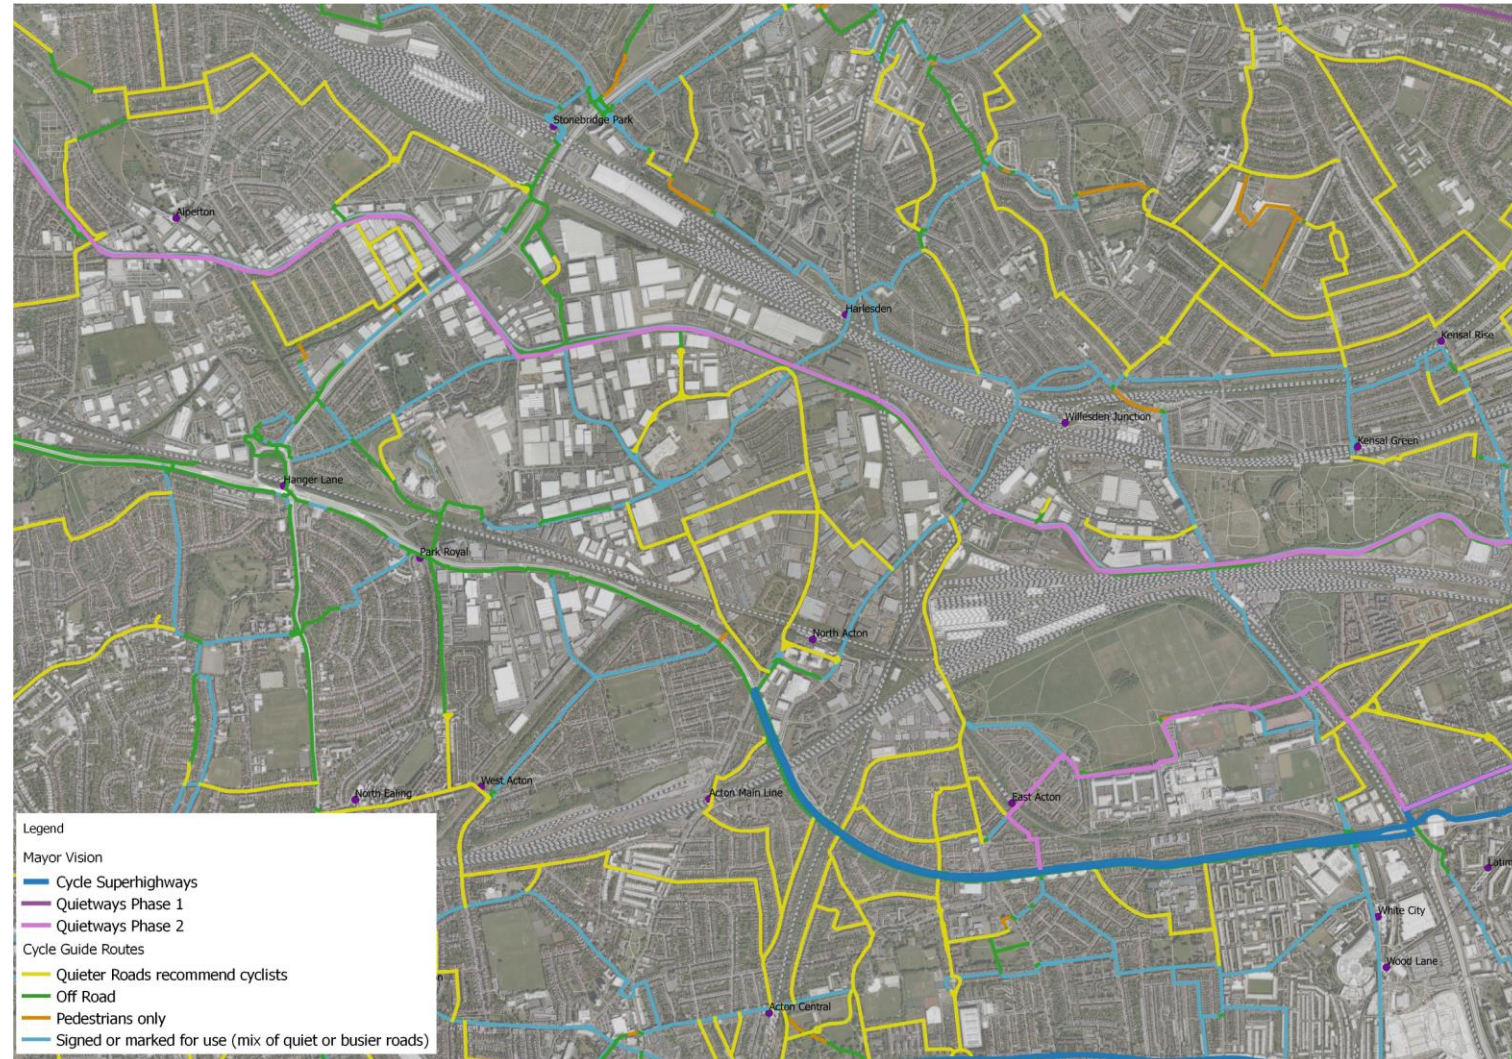 Stonebridge Park
Alperton
Harlesden
Kensal Rise
Willesden Junction
Kensal Green
Hanger Lane
Park Royal
North Acton
West Acton
North Ealing
Acton Main Line
East Acton
White City
Wood Lane
Acton Central
Legend
Mayor Vision
Cycle Superhighways
Quietways Phase 1
Quietways Phase 2
Cycle Guide Routes
Quieter Roads recommend cyclists
Off Road
Pedestrians only
Signed or marked for use (mix of quiet or busier roads)